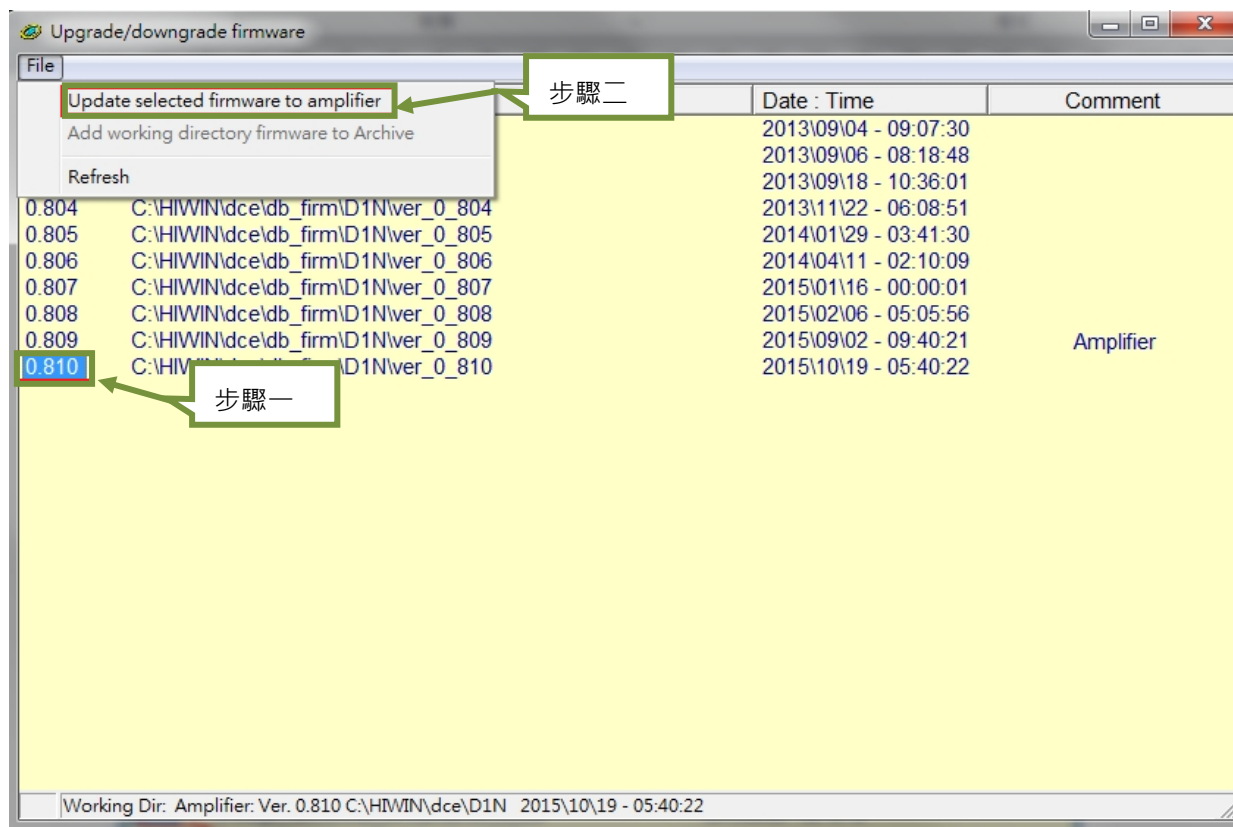 Upgrade/downgrade firmware
File
步驟二
Update selected firmware to amplifier
Date : Time Comment
Add working directory firmware to Archive
2013\09\04 - 09:07:30
2013\09\06 - 08:18:48
Refresh
2013\09\18 - 10:36:01
0.804 C:\HIWIN\dce\db_firm\D1N\ver_0_804 2013\11\22 - 06:08:51
0.805 C:\HIWIN\dce\db_firm\D1N\ver_0_805 2014\01\29 - 03:41:30
0.806 C:\HIWIN\dce\db_firm\D1N\ver_0_806 2014\04\11 - 02:10:09
0.807 C:\HIWIN\dce\db_firm\D1N\ver_0_807 2015\01\16 - 00:00:01
0.808 C:\HIWIN\dce\db_firm\D1N\ver_0_808 2015\02\06 - 05:05:56
0.809 C:\HIWIN\dce\db_firm\D1N\ver_0_809 2015\09\02 - 09:40:21 Amplifier
0.810 \D1N\ver_0_810 2015\10\19 - 05:40:22
步驟一
Working Dir: Amplifier: Ver. 0.810 C:\HIWIN\dce\D1N 2015\10\19 - 05:40:22